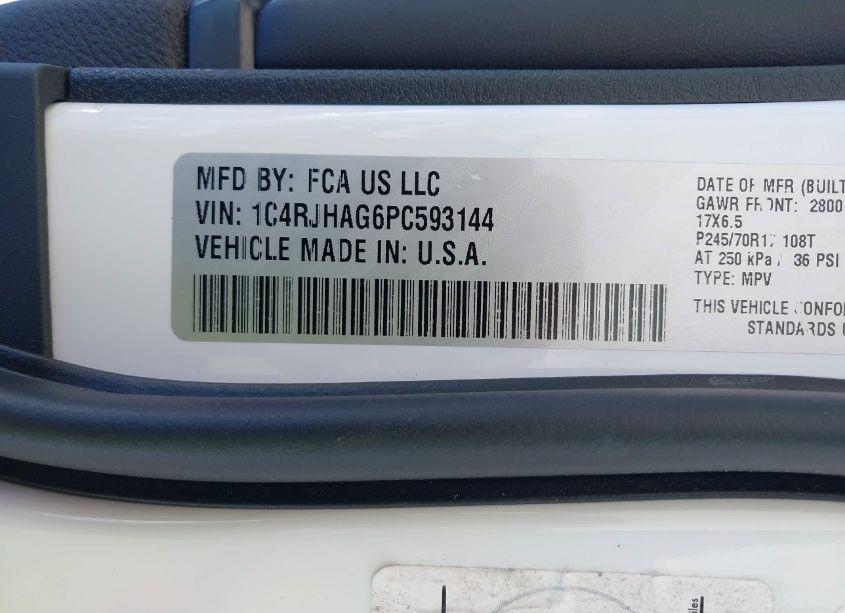 MFD BY: FCA US LLC
VIN: 1C4RJHAG6PC593144
VEHICLE MADE IN: U.S.A.
DATE OF MFR (BUILT
GAWR FRONT: 2800
17X6.5
P245/70R17 108T
AT 250 kPa / 36 PSI
TYPE: MPV
THIS VEHICLE CONFO
STANDARDS